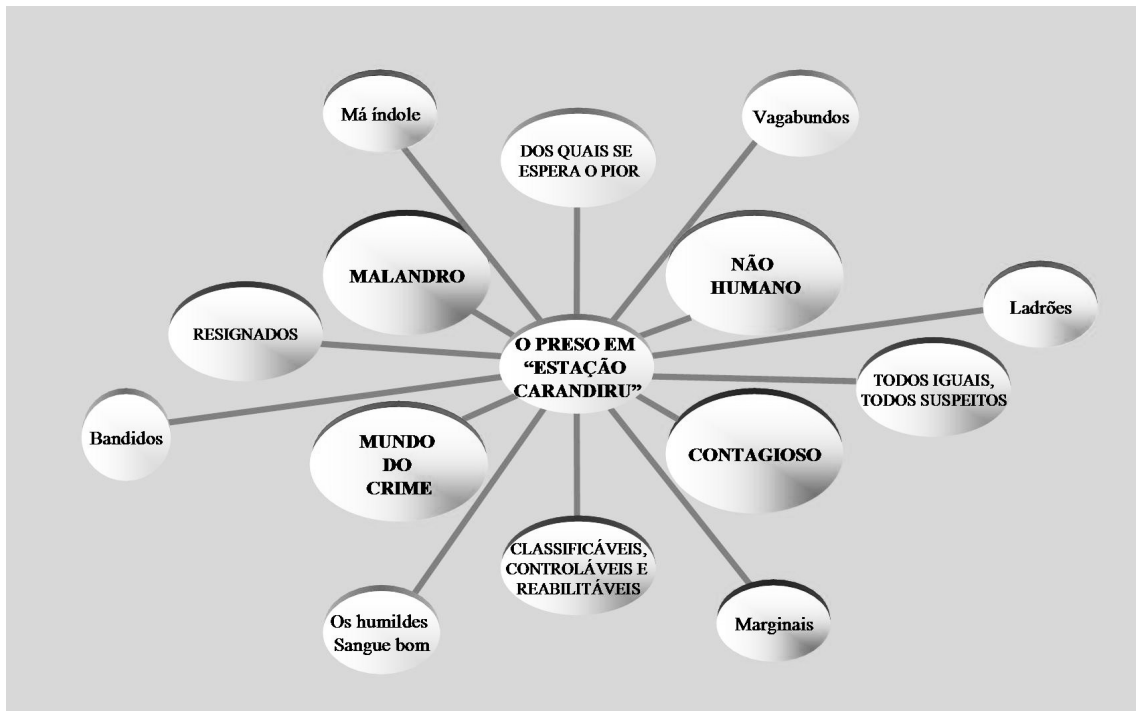 Má índole
Vagabundos
DOS QUAIS SE
ESPERA O PIOR
MALANDRO
NÃO
HUMANO
RESIGNADOS
Ladrões
O PRESO EM
“ESTAÇÃO
CARANDIRU”
TODOS IGUAIS,
TODOS SUSPEITOS
Bandidos
MUNDO
DO
CRIME
CONTAGIOSO
CLASSIFICÁVEIS,
CONTROLÁVEIS E
REABILITÁVEIS
Os humildes
Sangue bom
Marginais